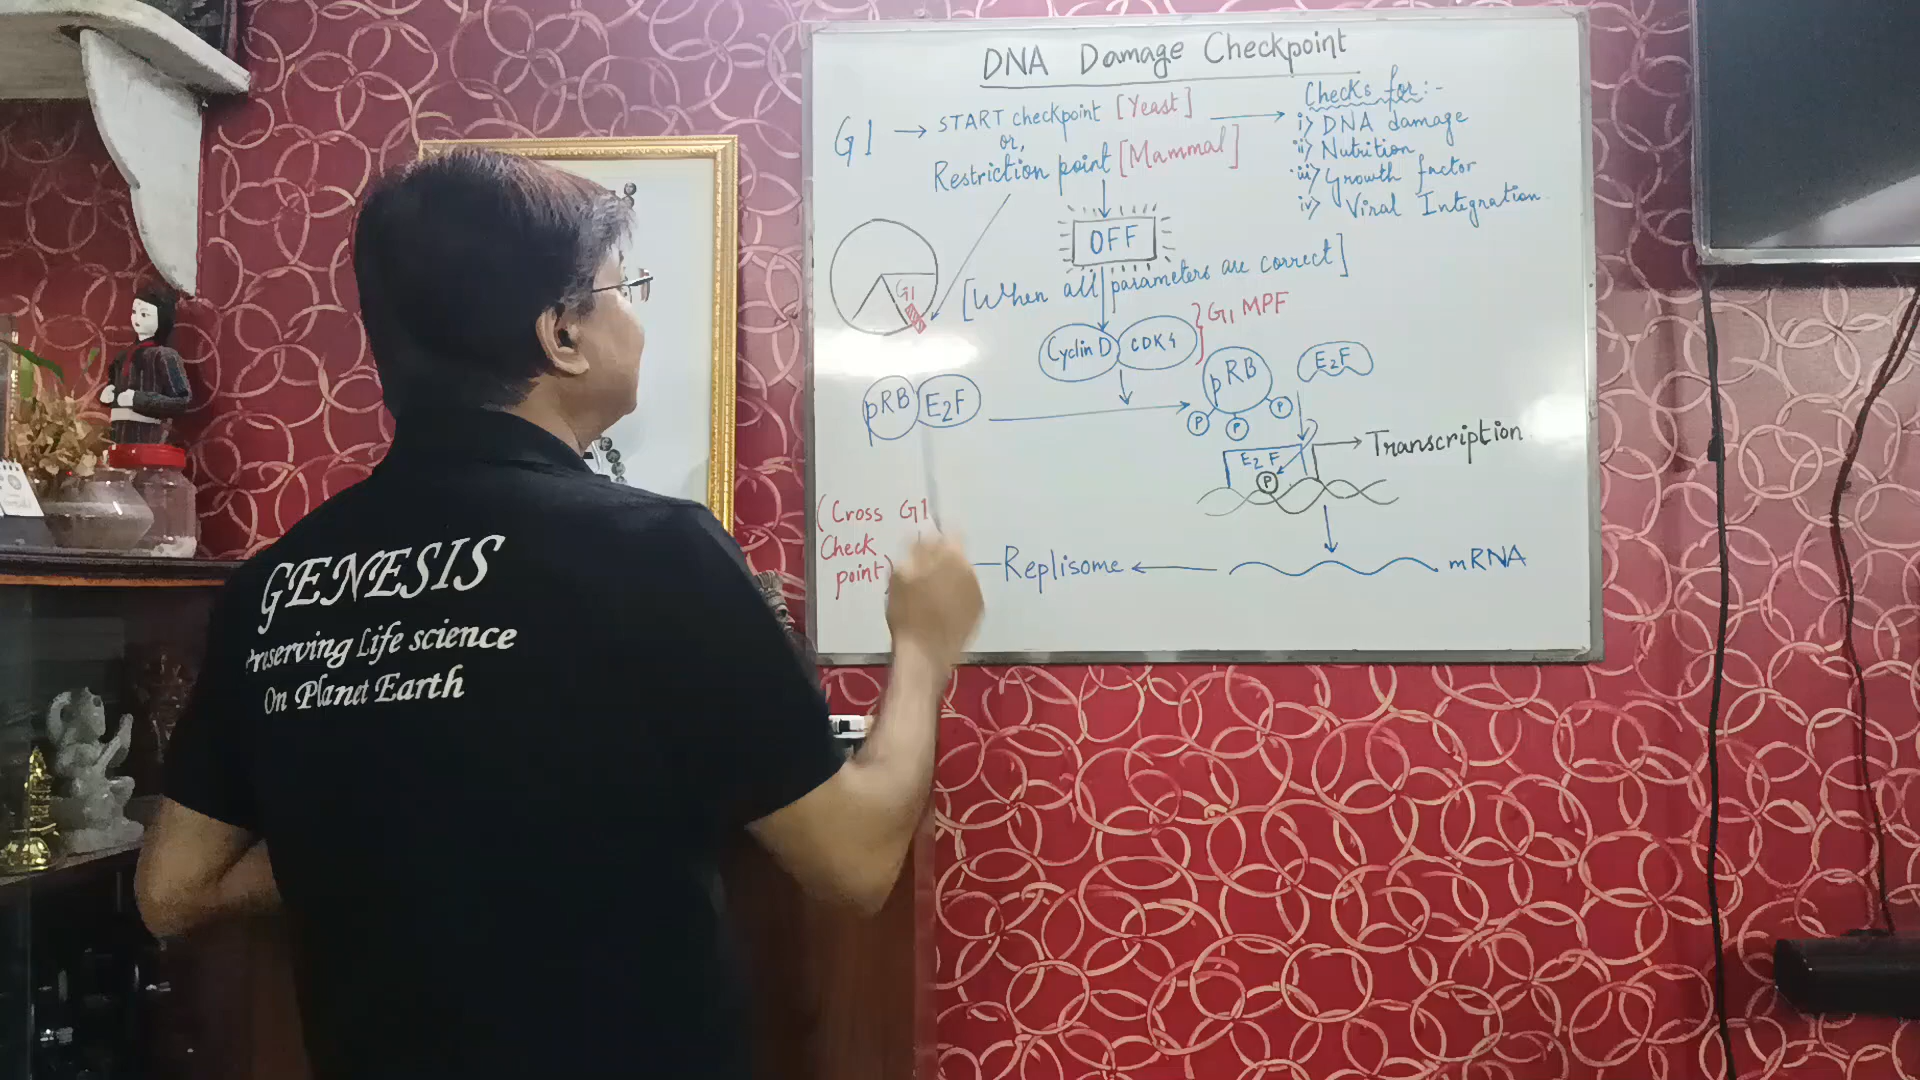 DNA Damage Checkpoint
G1 → START checkpoint [Yeast] →
or,
Restriction point [Mammal]
Checks for:-
i) DNA damage
ii) Nutrition
iii) Growth factor
iv) Viral Integration
OFF
G1
[When all parameters are correct]
Cyclin D CDK4 } G1 MPF
pRB E2F
pRB E2F
P P P
E2F → Transcription
P
(Cross G1
Check
point)
Replisome ← mRNA
GENESIS
Preserving Life science
On Planet Earth